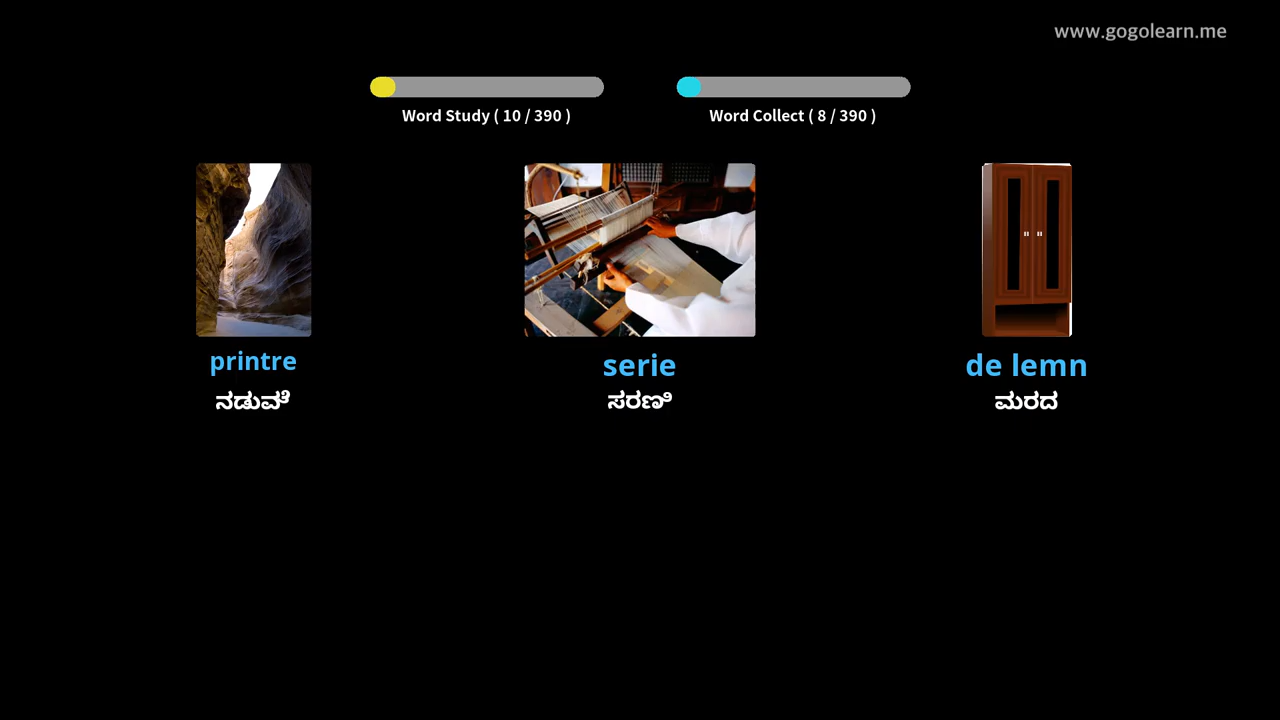 www.gogolearn.me
Word Study ( 10 / 390 )
Word Collect ( 8 / 390 )
printre
serie
de lemn
ನಡುವೆ
ಸರಣಿ
ಮರದ